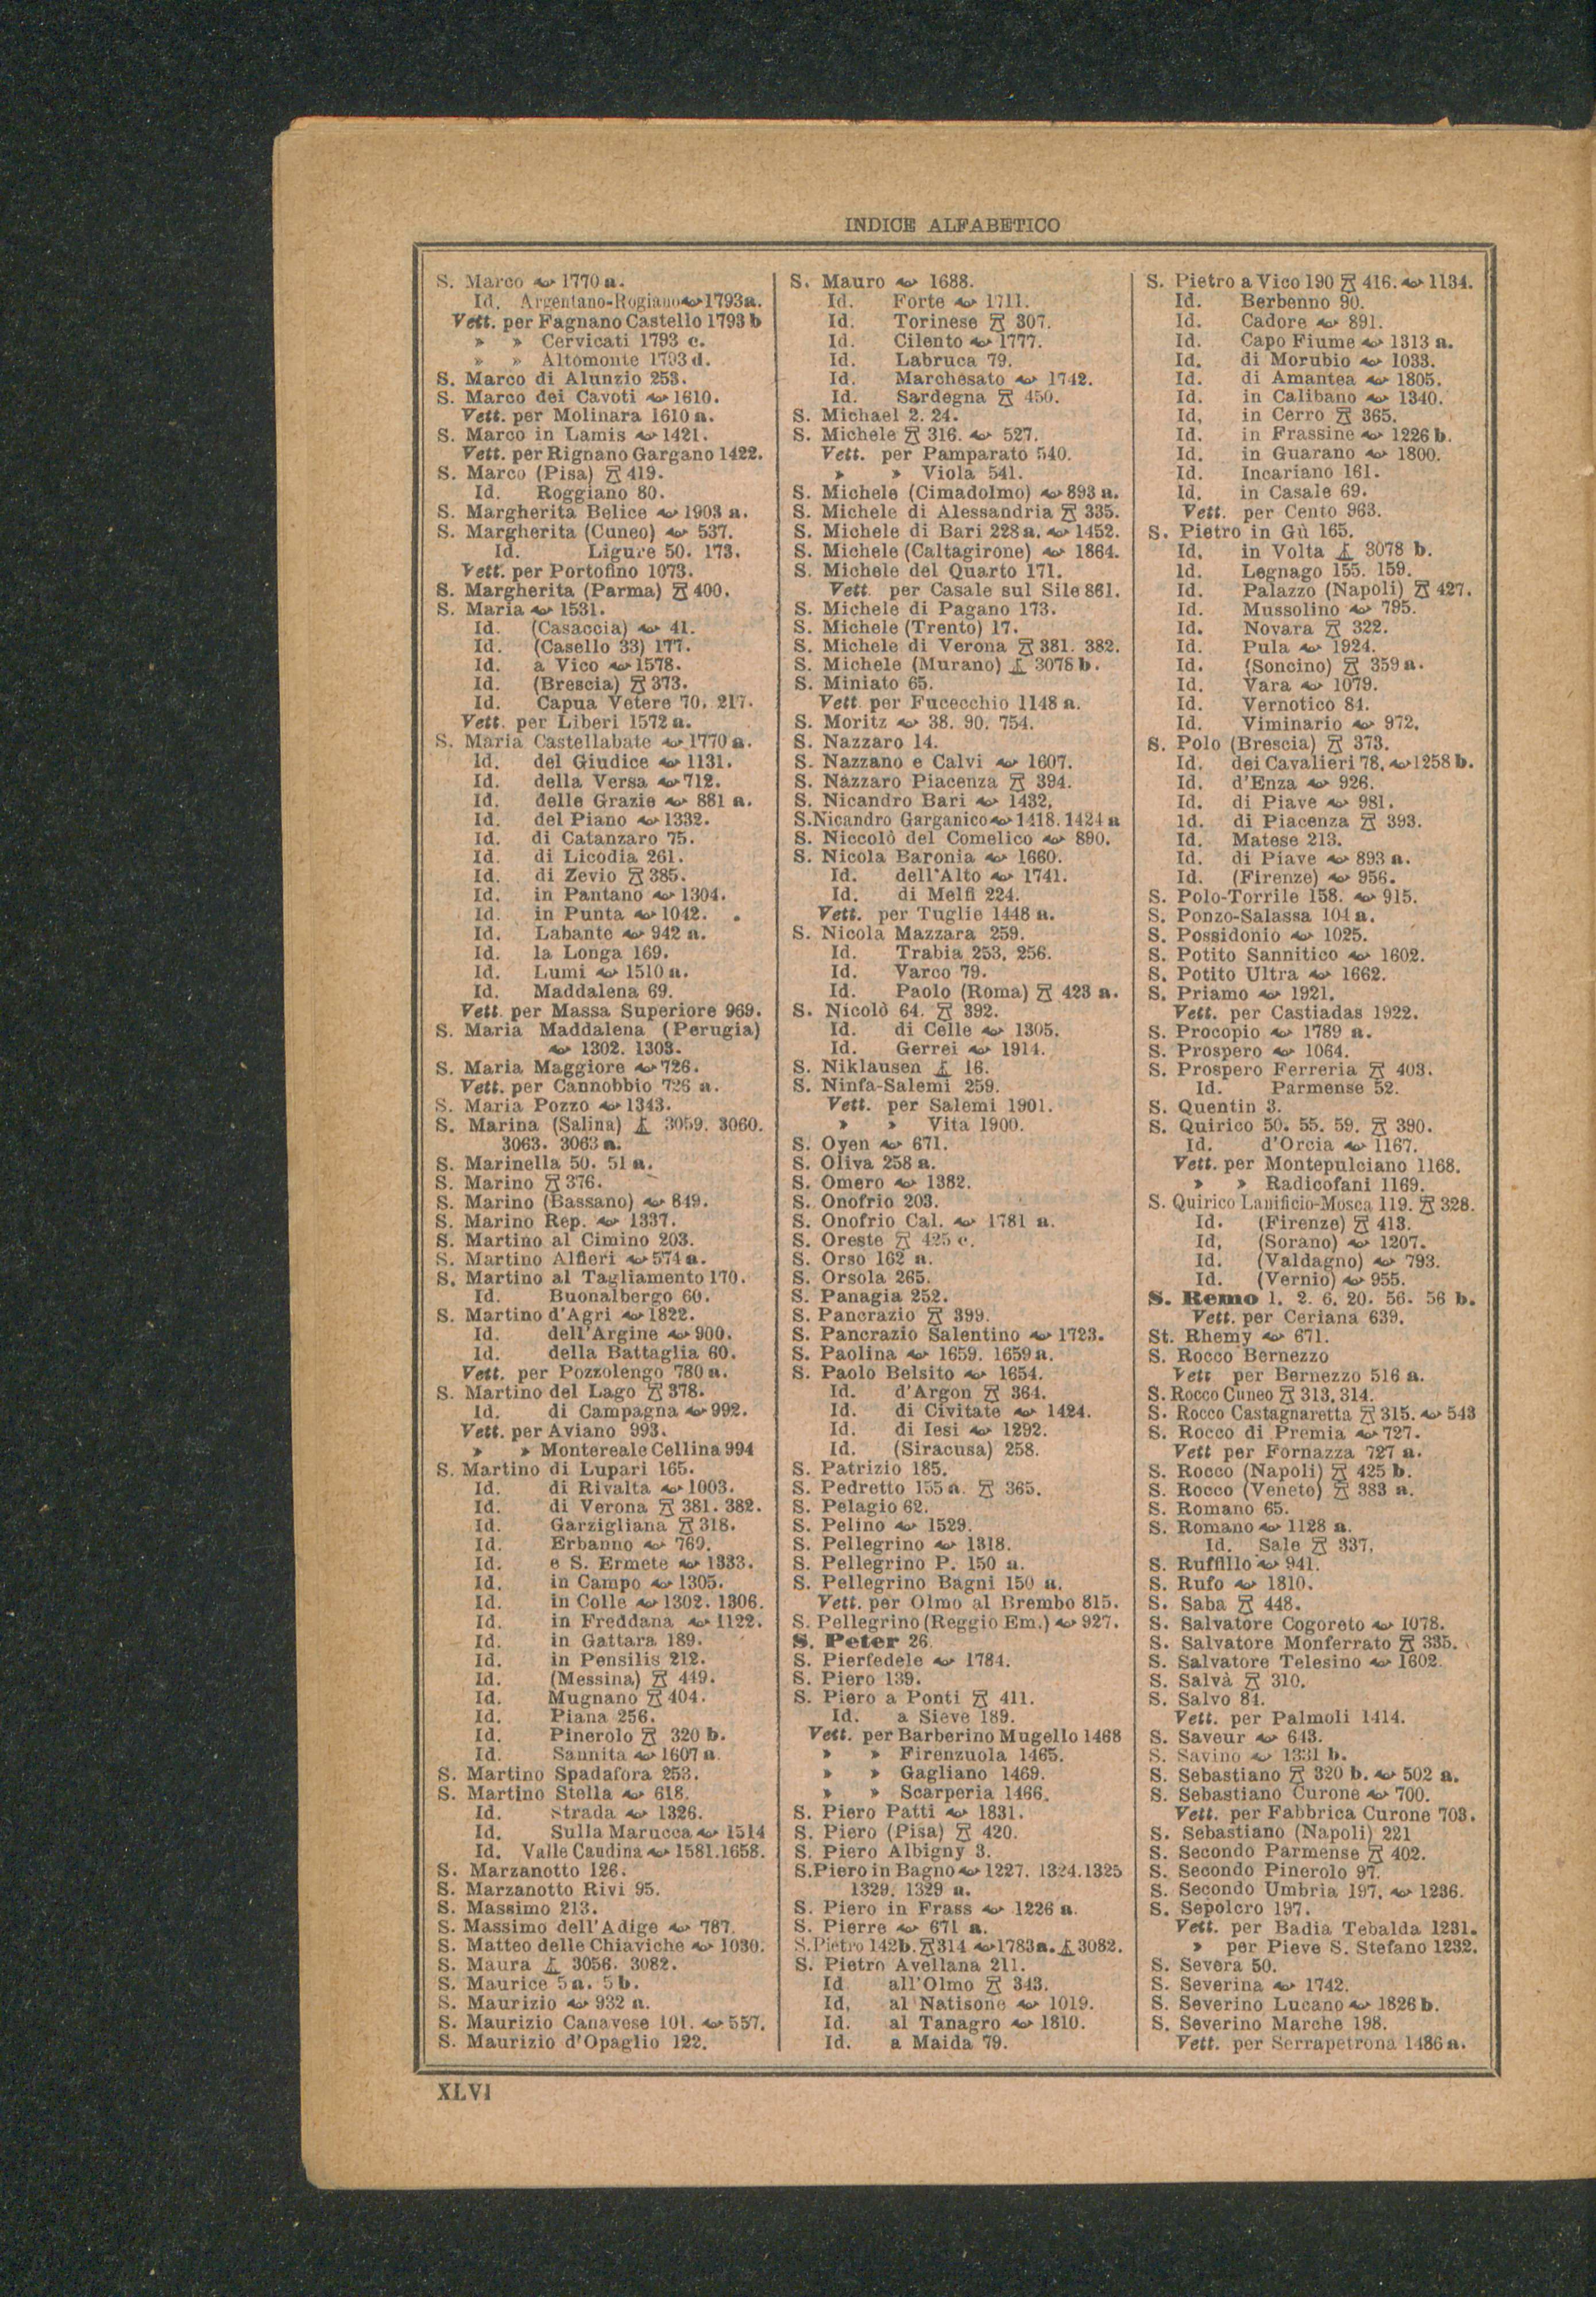 INDICE ALFABETICO
S. Marco 1770 a.
Id. Argentano-Rogiano 1793a.
Vett. per Fagnano Castello 1793 b
» » Cervicati 1793 c.
» » Altomonte 1793 d.
S. Marco di Alunzio 253.
S. Marco dei Cavoti 1610.
Vett. per Molinara 1610 a.
S. Marco in Lamis 1421.
Vett. per Rignano Gargano 1422.
S. Marco (Pisa) 419.
Id. Roggiano 80.
S. Margherita Belice 1903 a.
S. Margherita (Cuneo) 537.
Id. Ligure 50. 173.
Vett. per Portofino 1073.
S. Margherita (Parma) 400.
S. Maria 1531.
Id. (Casaccia) 41.
Id. (Casello 33) 177.
Id. a Vico 1578.
Id. (Brescia) 373.
Id. Capua Vetere 70. 217.
Vett. per Liberi 1572 a.
S. Maria Castellabate 1770 a.
Id. del Giudice 1131.
Id. della Versa 712.
Id. delle Grazie 881 a.
Id. del Piano 1332.
Id. di Catanzaro 75.
Id. di Licodia 261.
Id. di Zevio 385.
Id. in Pantano 1304.
Id. in Punta 1042.
Id. Labante 942 a.
Id. la Longa 169.
Id. Lumi 1510 a.
Id. Maddalena 69.
Vett. per Massa Superiore 969.
S. Maria Maddalena (Perugia)
1302. 1303.
S. Maria Maggiore 726.
Vett. per Cannobbio 726 a.
S. Maria Pozzo 1343.
S. Marina (Salina) 3059. 3060.
3063. 3063 a.
S. Marinella 50. 51 a.
S. Marino 376.
S. Marino (Bassano) 849.
S. Marino Rep. 1337.
S. Martino al Cimino 203.
S. Martino Alfieri 574 a.
S. Martino al Tagliamento 170.
Id. Buonalbergo 60.
S. Martino d'Agri 1822.
Id. dell'Argine 900.
Id. della Battaglia 60.
Vett. per Pozzolengo 780 a.
S. Martino del Lago 378.
Id. di Campagna 992.
Vett. per Aviano 993.
» » Montereale Cellina 994
S. Martino di Lupari 165.
Id. di Rivalta 1003.
Id. di Verona 381. 382.
Id. Garzigliana 318.
Id. Erbanno 769.
Id. e S. Ermete 1333.
Id. in Campo 1305.
Id. in Colle 1302. 1306.
Id. in Freddana 1122.
Id. in Gattara 189.
Id. in Pensilis 212.
Id. (Messina) 449.
Id. Mugnano 404.
Id. Piana 256.
Id. Pinerolo 320 b.
Id. Sannita 1607 a
S. Martino Spadafora 253.
S. Martino Stella 618.
Id. Strada 1326.
Id. Sulla Marucca 1514
Id. Valle Caudina 1581.1658.
S. Marzanotto 126.
S. Marzanotto Rivi 95.
S. Massimo 213.
S. Massimo dell'Adige 787.
S. Matteo delle Chiaviche 1030.
S. Maura 3056. 3082.
S. Maurice 5 a. 5 b.
S. Maurizio 932 a.
S. Maurizio Canavese 101. 557.
S. Maurizio d'Opaglio 122.
S. Mauro 1688.
Id. Forte 1711.
Id. Torinese 307.
Id. Cilento 1777.
Id. Labruca 79.
Id. Marchesato 1742.
Id. Sardegna 450.
S. Michael 2. 24.
S. Michele 316. 527.
Vett. per Pamparato 540.
» » Viola 541.
S. Michele (Cimadolmo) 893 a.
S. Michele di Alessandria 335.
S. Michele di Bari 228 a. 1452.
S. Michele (Caltagirone) 1864.
S. Michele del Quarto 171.
Vett. per Casale sul Sile 861.
S. Michele di Pagano 173.
S. Michele (Trento) 17.
S. Michele di Verona 381. 382.
S. Michele (Murano) 3078 b.
S. Miniato 65.
Vett. per Fucecchio 1148 a.
S. Moritz 38. 90. 754.
S. Nazzaro 14.
S. Nazzano e Calvi 1607.
S. Nazzaro Piacenza 394.
S. Nicandro Bari 1432.
S.Nicandro Garganico 1418. 1424 a
S. Niccolò del Comelico 890.
S. Nicola Baronia 1660.
Id. dell'Alto 1741.
Id. di Melfi 224.
Vett. per Tuglie 1448 a.
S. Nicola Mazzara 259.
Id. Trabia 253. 256.
Id. Varco 79.
Id. Paolo (Roma) 423 a.
S. Nicolò 64. 392.
Id. di Celle 1305.
Id. Gerrei 1914.
S. Niklausen 16.
S. Ninfa-Salemi 259.
Vett. per Salemi 1901.
» » Vita 1900.
S. Oyen 671.
S. Oliva 258 a.
S. Omero 1382.
S. Onofrio 203.
S. Onofrio Cal. 1781 a.
S. Oreste 425 c.
S. Orso 162 a.
S. Orsola 265.
S. Panagia 252.
S. Pancrazio 399.
S. Pancrazio Salentino 1723.
S. Paolina 1659. 1659 a.
S. Paolo Belsito 1654.
Id. d'Argon 364.
Id. di Civitate 1424.
Id. di Iesi 1292.
Id. (Siracusa) 258.
S. Patrizio 185.
S. Pedretto 155 a. 365.
S. Pelagio 62.
S. Pelino 1529.
S. Pellegrino 1318.
S. Pellegrino P. 150 a.
S. Pellegrino Bagni 150 a.
Vett. per Olmo al Brembo 815.
S. Pellegrino (Reggio Em.) 927.
S. Peter 26.
S. Pierfedele 1784.
S. Piero 139.
S. Piero a Ponti 411.
Id. a Sieve 189.
Vett. per Barberino Mugello 1468
» » Firenzuola 1465.
» » Gagliano 1469.
» » Scarperia 1466.
S. Piero Patti 1831.
S. Piero (Pisa) 420.
S. Piero Albigny 3.
S.Piero in Bagno 1227. 1324.1325
1329. 1329 a.
S. Piero in Frass 1226 a.
S. Pierre 671 a.
S.Pietro 142b. 314 1783a. 3082.
S. Pietro Avellana 211.
Id all'Olmo 343.
Id. al Natisone 1019.
Id. al Tanagro 1810.
Id. a Maida 79.
S. Pietro a Vico 190 416. 1134.
Id. Berbenno 90.
Id. Cadore 891.
Id. Capo Fiume 1313 a.
Id. di Morubio 1033.
Id. di Amantea 1805.
Id. in Calibano 1340.
Id. in Cerro 365.
Id. in Frassine 1226 b.
Id. in Guarano 1800.
Id. Incariano 161.
Id. in Casale 69.
Vett. per Cento 963.
S. Pietro in Gù 165.
Id. in Volta 3078 b.
Id. Legnago 155. 159.
Id. Palazzo (Napoli) 427.
Id. Mussolino 795.
Id. Novara 322.
Id. Pula 1924.
Id. (Soncino) 359 a.
Id. Vara 1079.
Id. Vernotico 84.
Id. Viminario 972.
S. Polo (Brescia) 373.
Id. dei Cavalieri 78. 1258 b.
Id. d'Enza 926.
Id. di Piave 981.
Id. di Piacenza 393.
Id. Matese 213.
Id. di Piave 893 a.
Id. (Firenze) 956.
S. Polo-Torrile 158. 915.
S. Ponzo-Salassa 104 a.
S. Possidonio 1025.
S. Potito Sannitico 1602.
S. Potito Ultra 1662.
S. Priamo 1921.
Vett. per Castiadas 1922.
S. Procopio 1789 a.
S. Prospero 1064.
S. Prospero Ferreria 403.
Id. Parmense 52.
S. Quentin 3.
S. Quirico 50. 55. 59. 390.
Id. d'Orcia 1167.
Vett. per Montepulciano 1168.
» » Radicofani 1169.
S. Quirico Lanificio-Mosca 119. 328.
Id. (Firenze) 413.
Id. (Sorano) 1207.
Id. (Valdagno) 793.
Id. (Vernio) 955.
S. Remo 1. 2. 6. 20. 56. 56 b.
Vett. per Ceriana 639.
St. Rhemy 671.
S. Rocco Bernezzo
Vett per Bernezzo 516 a.
S. Rocco Cuneo 313. 314.
S. Rocco Castagnaretta 315. 543
S. Rocco di Premia 727.
Vett per Fornazza 727 a.
S. Rocco (Napoli) 425 b.
S. Rocco (Veneto) 383 a.
S. Romano 65.
S. Romano 1128 a.
Id. Sale 337.
S. Ruffillo 941.
S. Rufo 1810.
S. Saba 448.
S. Salvatore Cogoreto 1078.
S. Salvatore Monferrato 335.
S. Salvatore Telesino 1602.
S. Salvà 310.
S. Salvo 84.
Vett. per Palmoli 1414.
S. Saveur 643.
S. Savino 1331 b.
S. Sebastiano 320 b. 502 a.
S. Sebastiano Curone 700.
Vett. per Fabbrica Curone 703.
S. Sebastiano (Napoli) 221
S. Secondo Parmense 402.
S. Secondo Pinerolo 97.
S. Secondo Umbria 197. 1236.
S. Sepolcro 197.
Vett. per Badia Tebalda 1231.
» per Pieve S. Stefano 1232.
S. Severa 50.
S. Severina 1742.
S. Severino Lucano 1826 b.
S. Severino Marche 198.
Vett. per Serrapetrona 1486 a.
XLVI